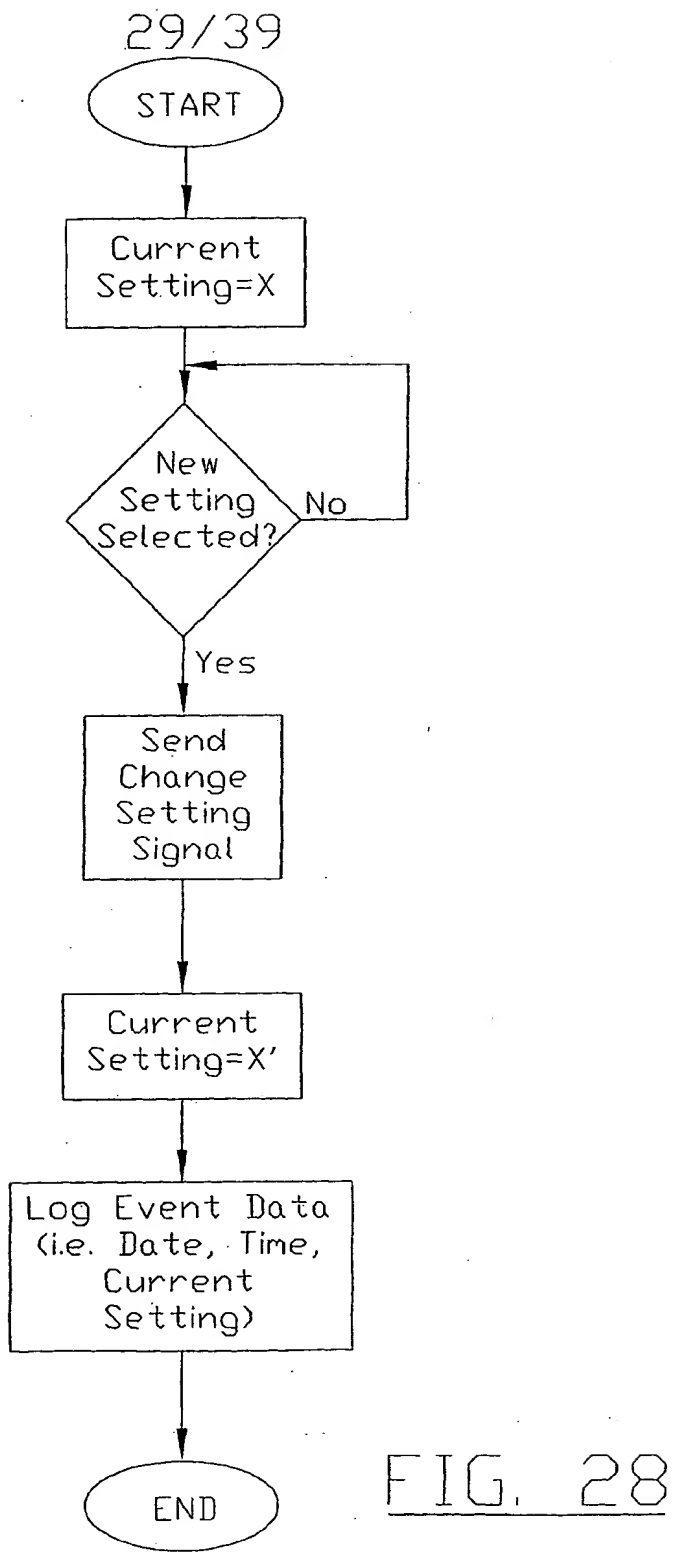 29/39
START
Current
Setting=X
New
Setting
Selected?
No
Yes
Send
Change
Setting
Signal
Current
Setting=X'
Log Event Data
(i.e. Date, Time,
Current
Setting)
END
FIG. 28